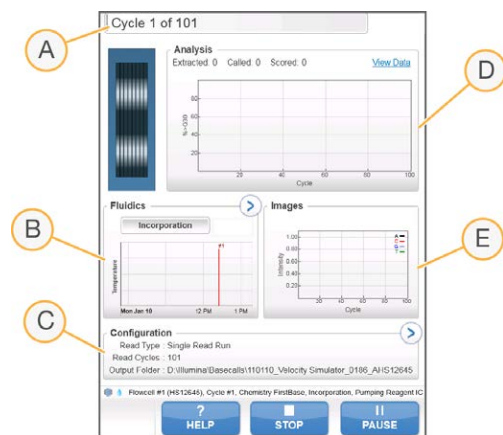 Cycle 1 of 101
A
Analysis
Extracted: 0 Called: 0 Scored: 0 View Data
D
%>Q30
80
60
40
20
20 40 60 80 100
Cycle
Fluidics
Images
B
Incorporation
Temperature
#1
Mon Jan 10 12 PM 1 PM
E
Intensity
1.00
0.80
0.60
0.40
0.20
A
C
G
T
20 40 60 80 100
Cycle
C
Configuration
Read Type : Single Read Run
Read Cycles : 101
Output Folder : D:\Illumina\Basecalls\110110_Velocity Simulator_0186_AHS12645
Flowcell #1 (HS12645), Cycle #1, Chemistry FirstBase, Incorporation, Pumping Reagent IC
?
HELP
STOP
PAUSE